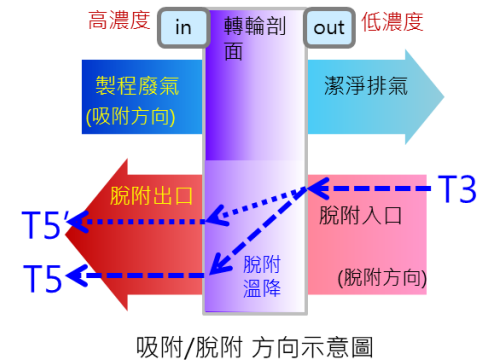 高濃度
in
轉輪剖
面
out
低濃度
製程廢氣
(吸附方向)
潔淨排氣
脫附出口
T3
T5’
脫附入口
T5
脫附
溫降
(脫附方向)
吸附/脫附 方向示意圖